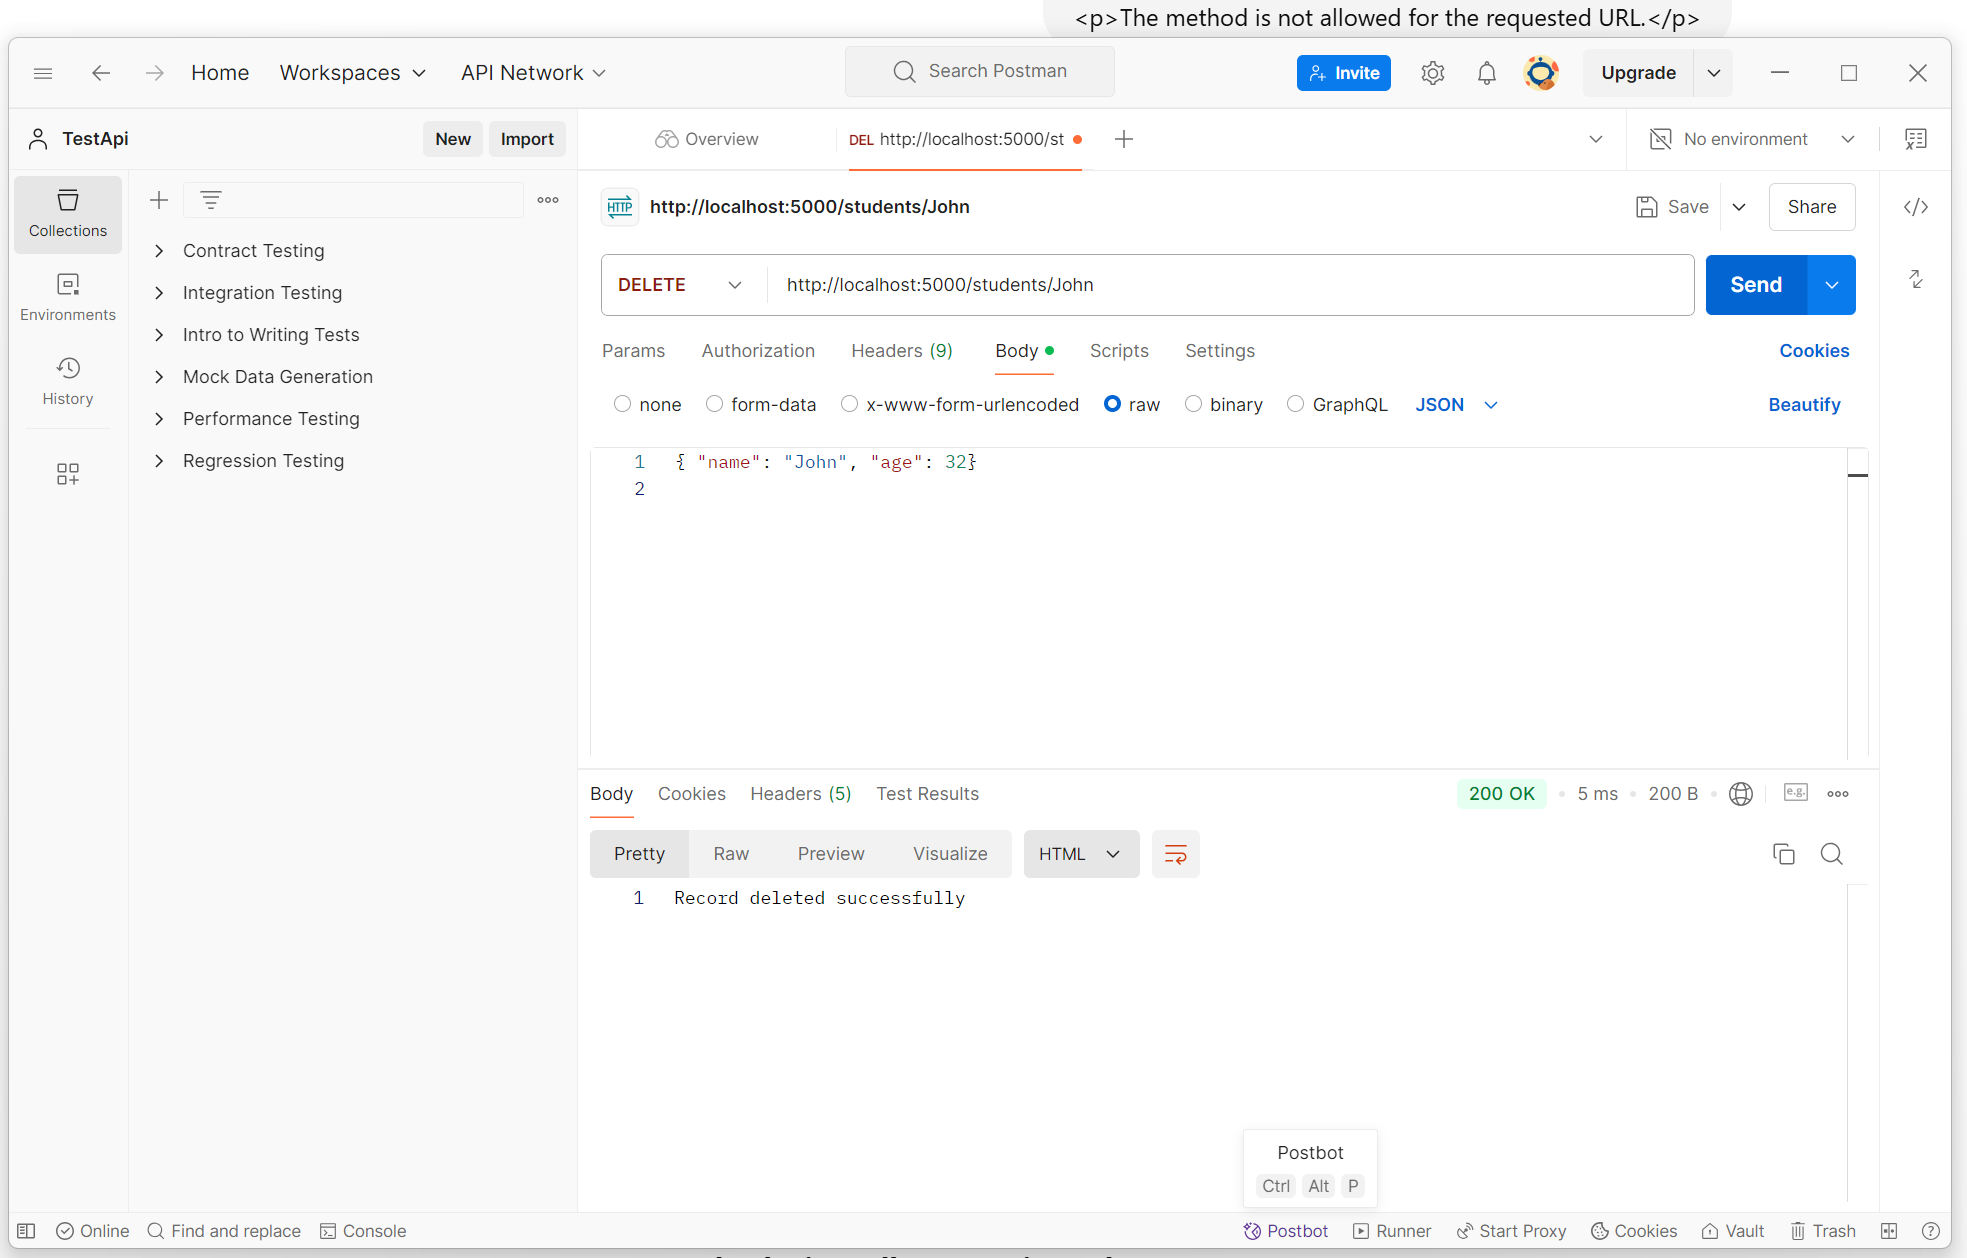 <p>The method is not allowed for the requested URL.</p>
Home Workspaces API Network Search Postman Invite Upgrade
TestApi New Import Overview DEL http://localhost:5000/st No environment
Collections
Environments
History
Contract Testing
Integration Testing
Intro to Writing Tests
Mock Data Generation
Performance Testing
Regression Testing
HTTP http://localhost:5000/students/John Save Share
DELETE http://localhost:5000/students/John Send
Params Authorization Headers (9) Body Scripts Settings Cookies
none form-data x-www-form-urlencoded raw binary GraphQL JSON Beautify
1 { "name": "John", "age": 32}
2
Body Cookies Headers (5) Test Results 200 OK 5 ms 200 B e.g.
Pretty Raw Preview Visualize HTML
1 Record deleted successfully
Postbot
Ctrl Alt P
Online Find and replace Console Postbot Runner Start Proxy Cookies Vault Trash